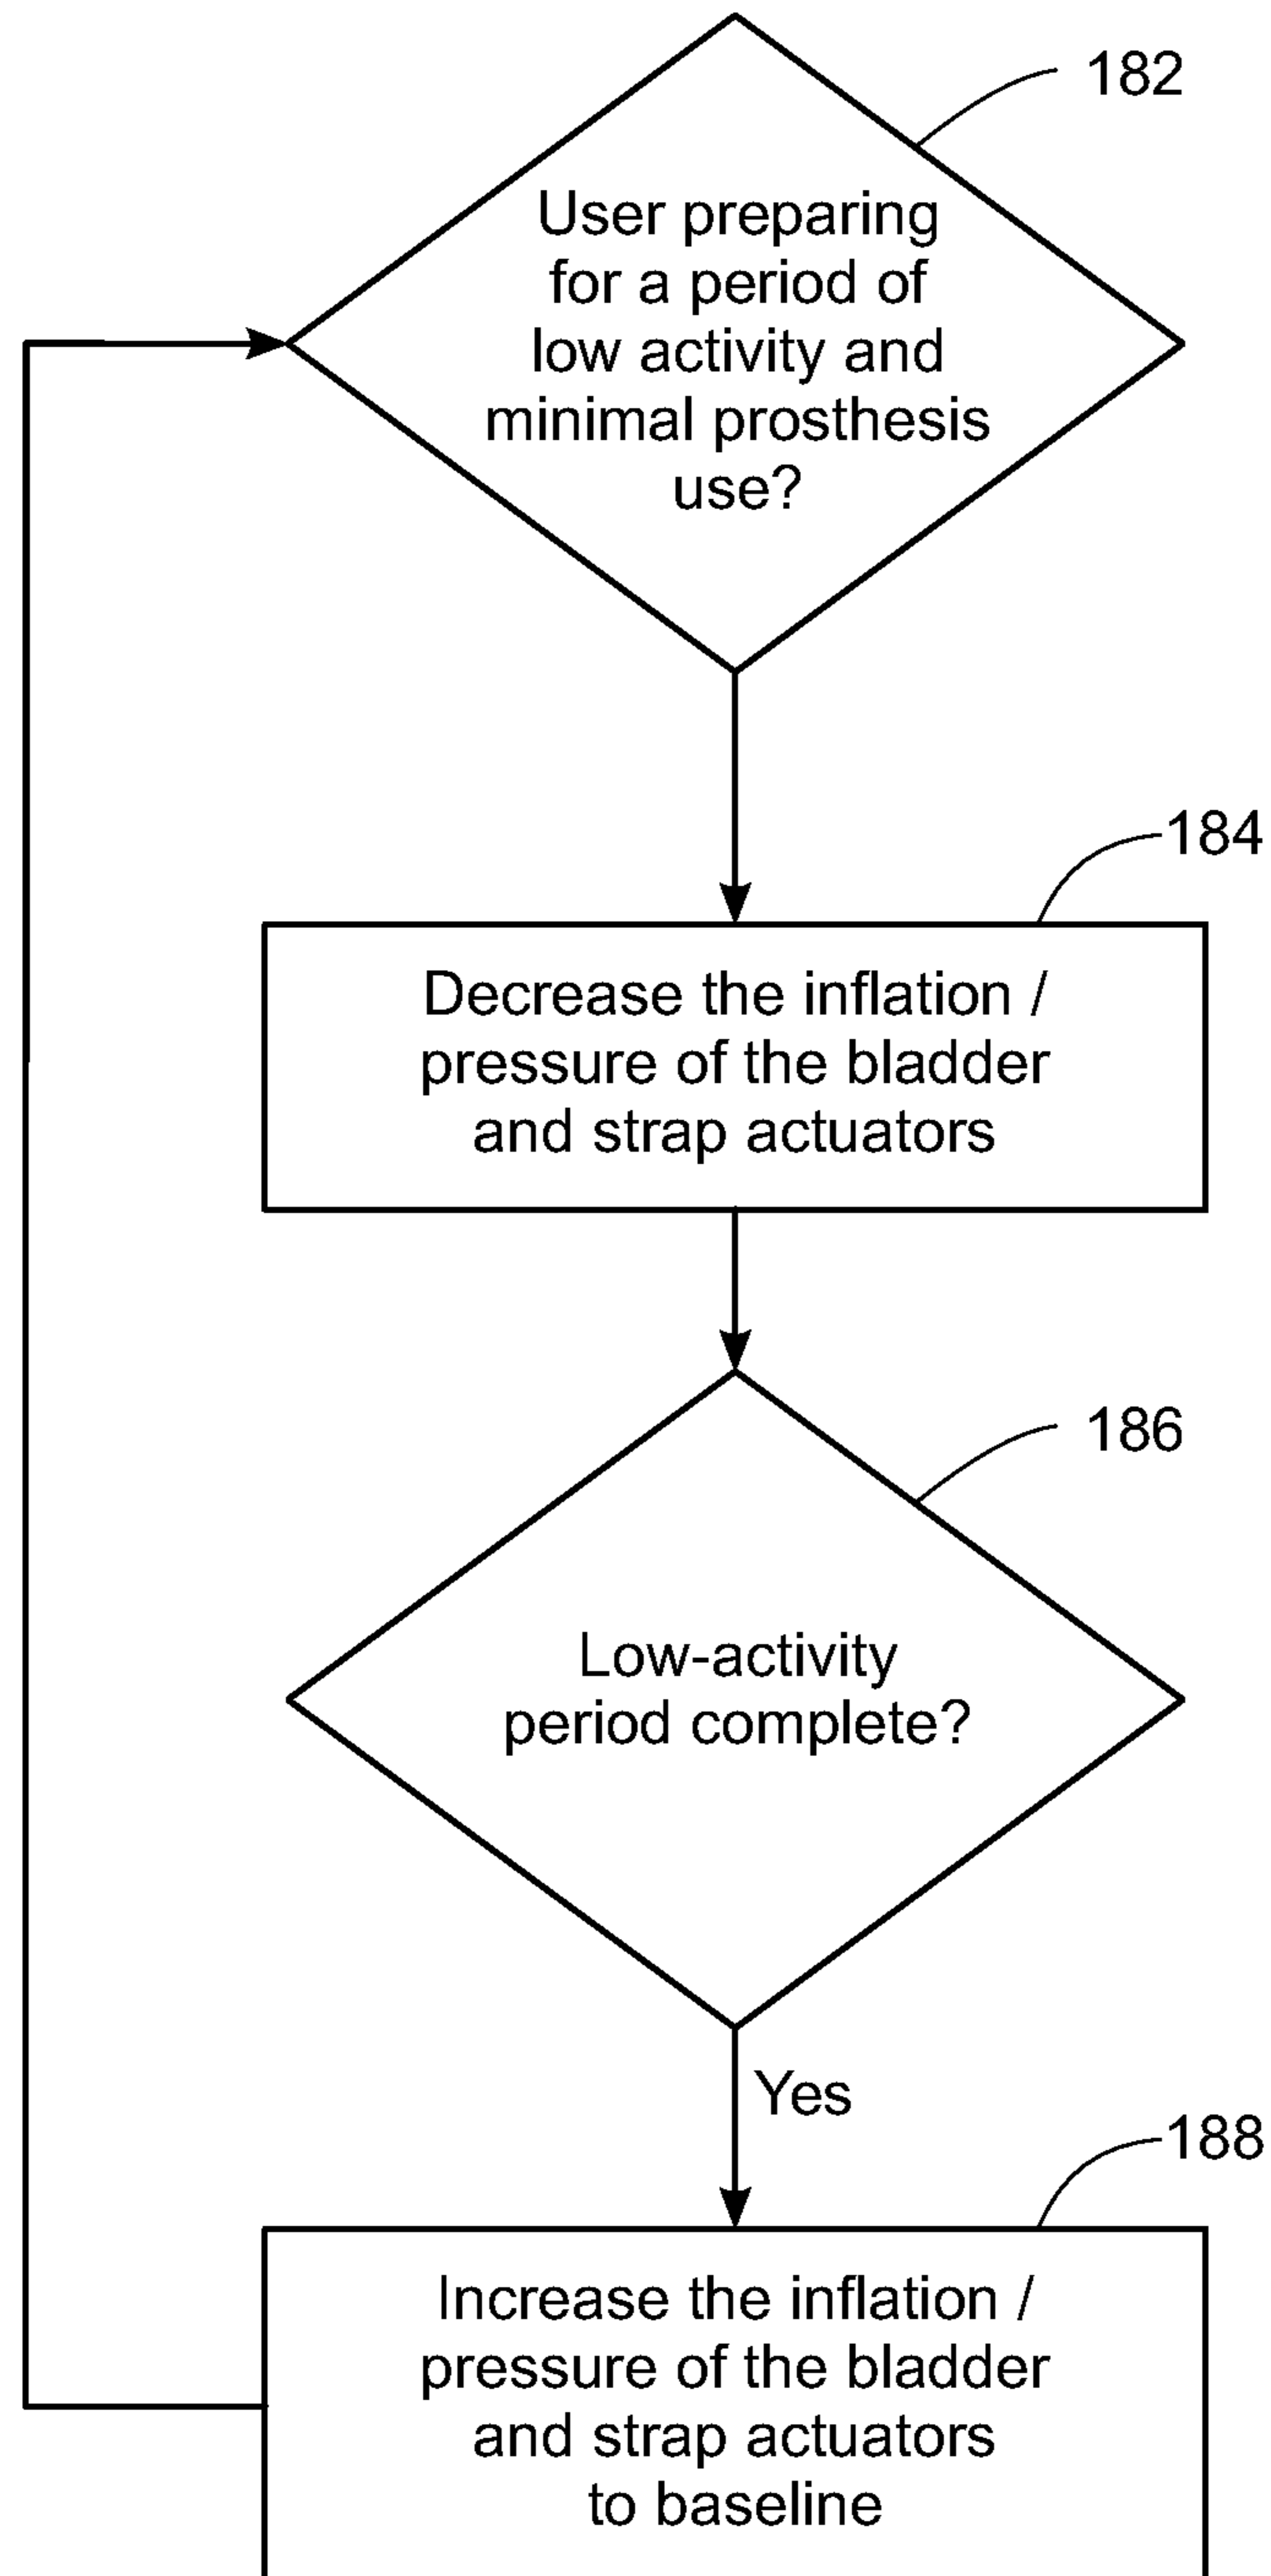 182
User preparing
for a period of
low activity and
minimal prosthesis
use?
184
Decrease the inflation /
pressure of the bladder
and strap actuators
186
Low-activity
period complete?
Yes
188
Increase the inflation /
pressure of the bladder
and strap actuators
to baseline